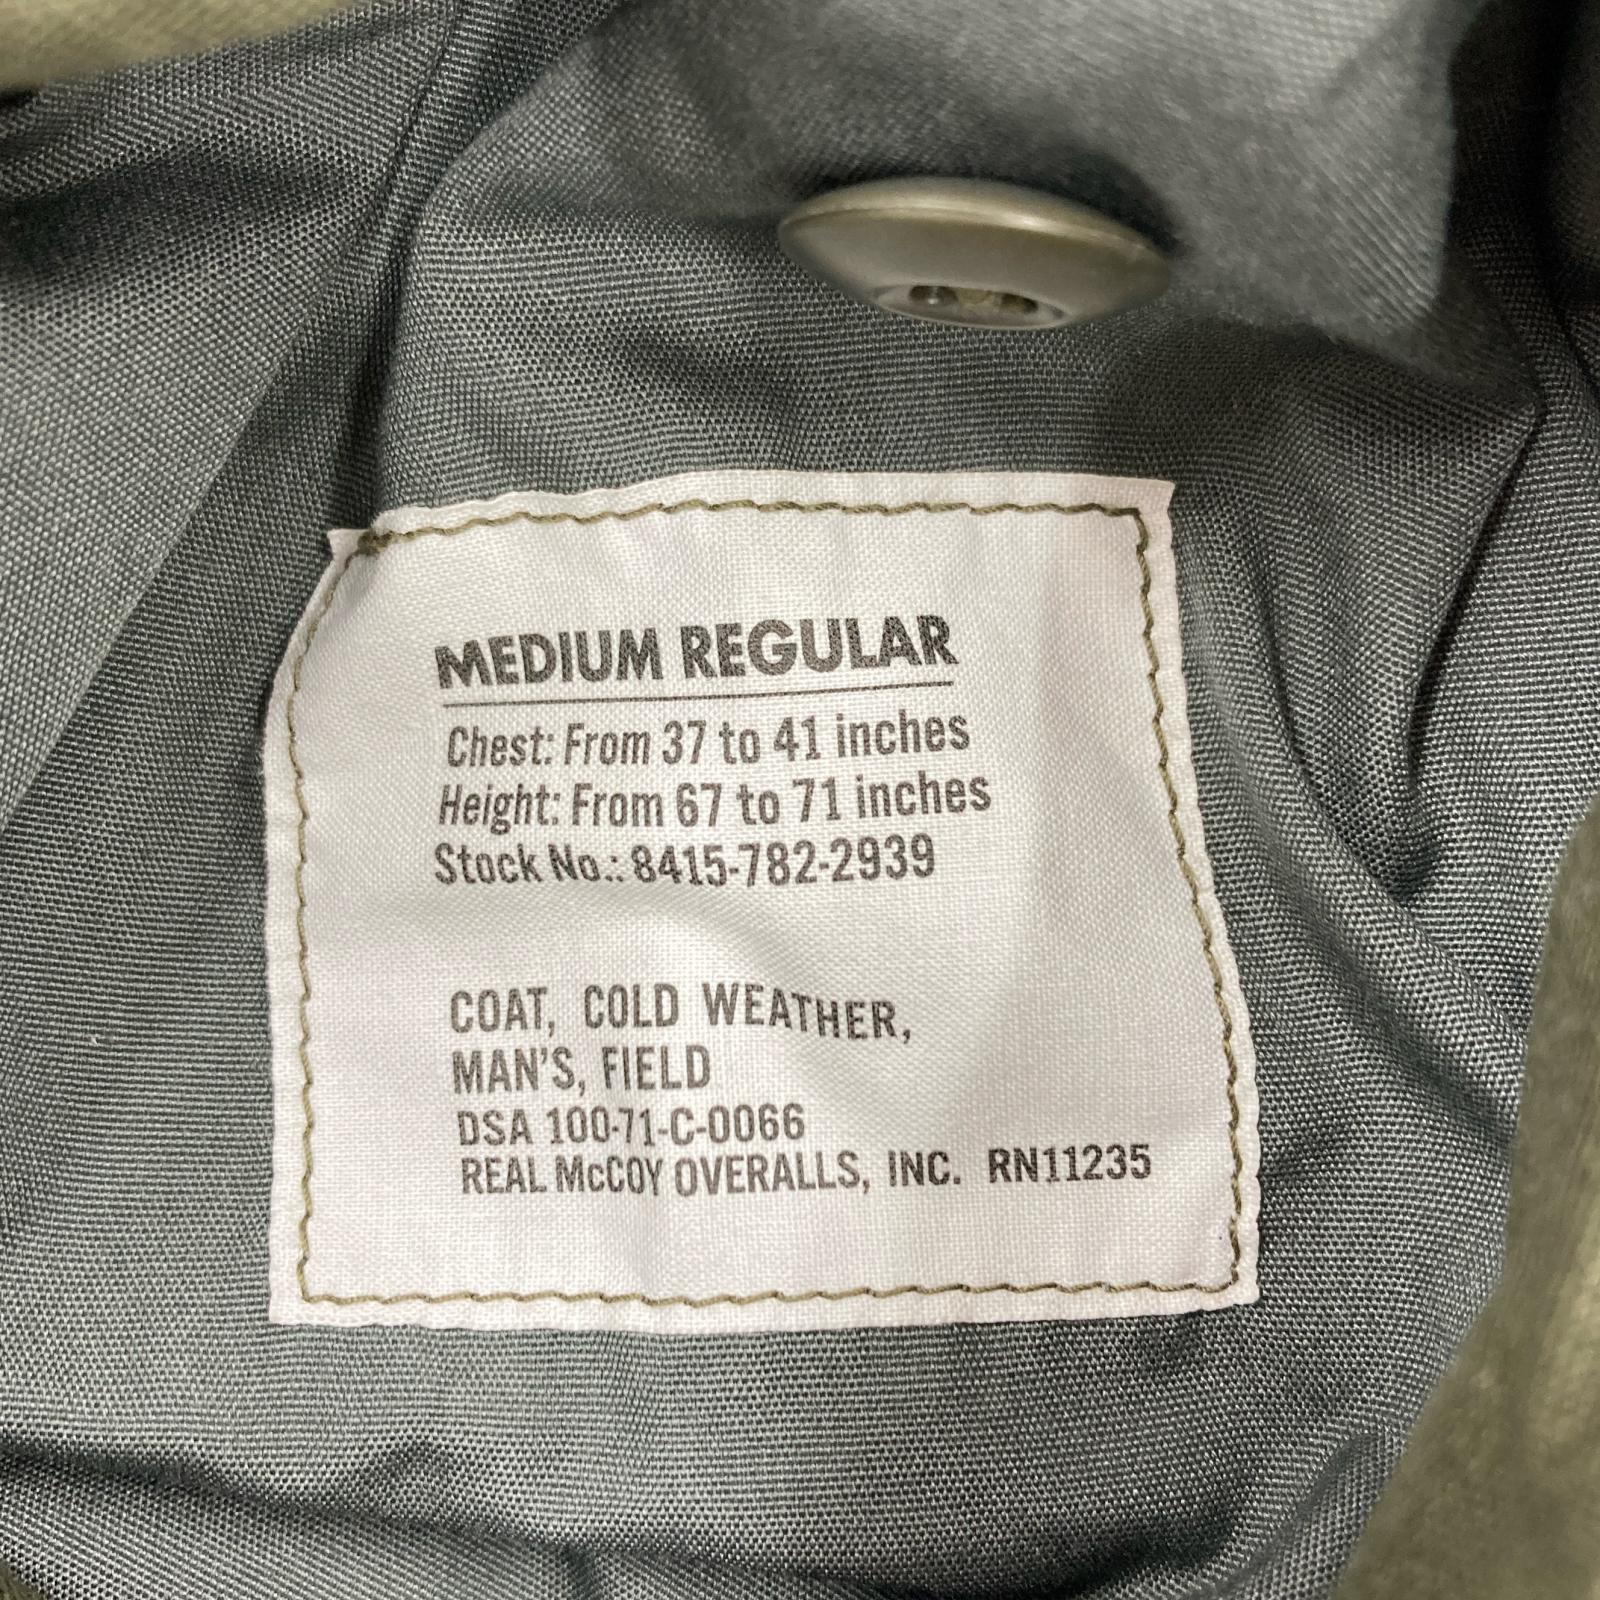 MEDIUM REGULAR
Chest: From 37 to 41 inches
Height: From 67 to 71 inches
Stock No.: 8415-782-2939
COAT, COLD WEATHER,
MAN'S, FIELD
DSA 100-71-C-0066
REAL McCOY OVERALLS, INC. RN11235